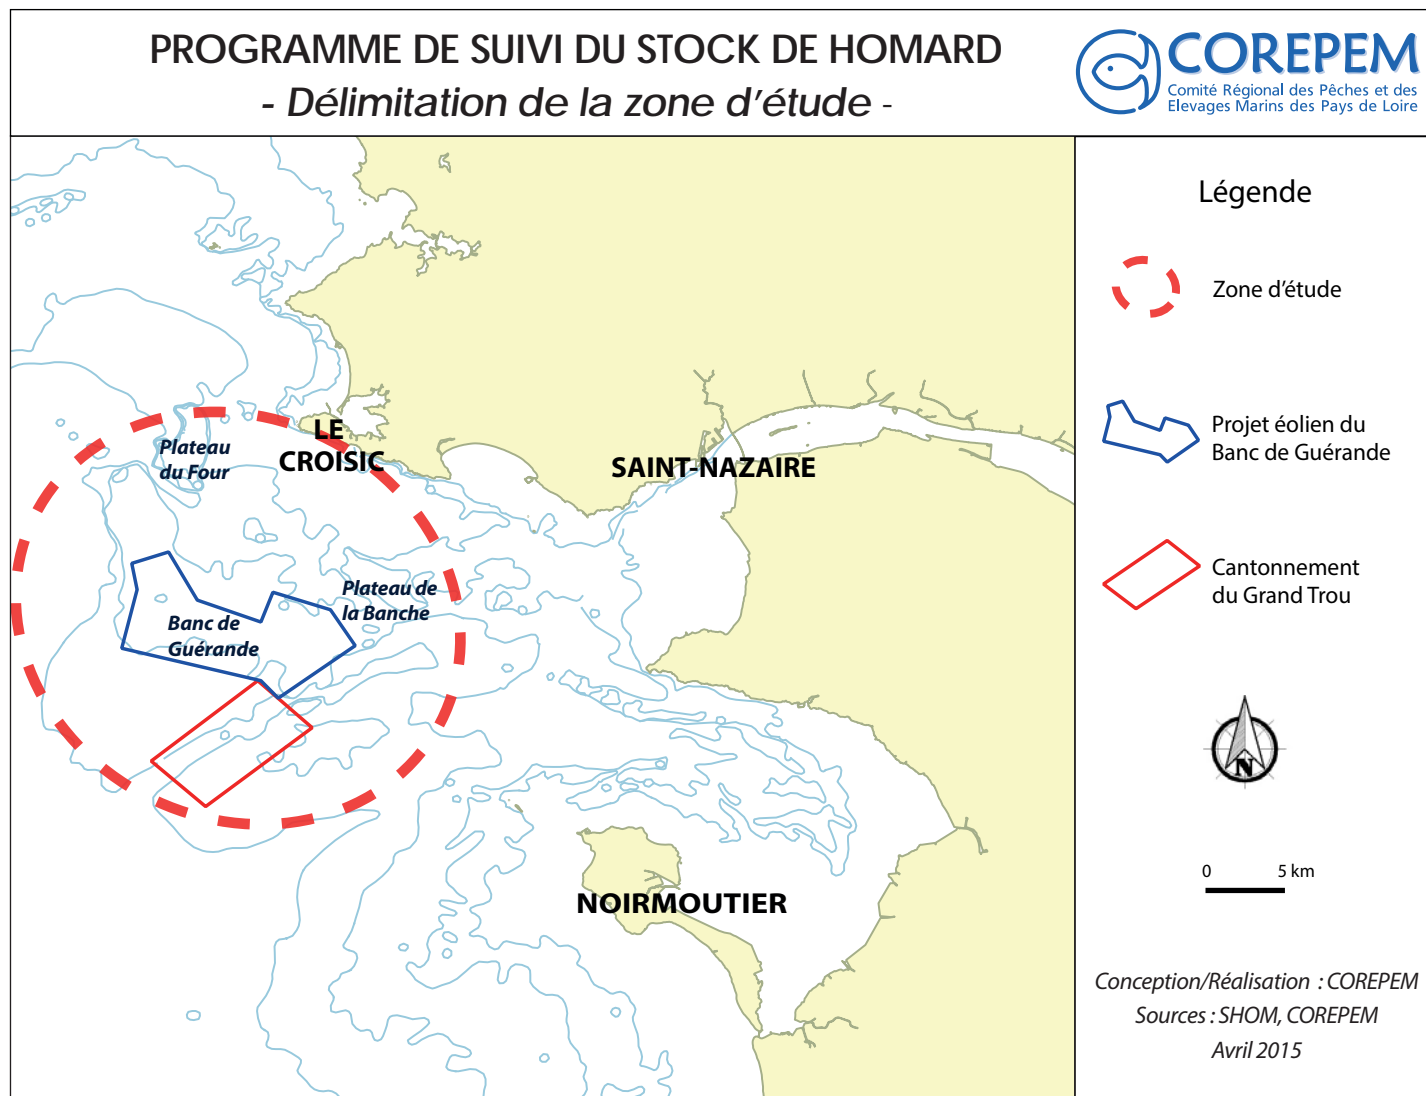 PROGRAMME DE SUIVI DU STOCK DE HOMARD
- Délimitation de la zone d'étude -
COREPEM
Comité Régional des Pêches et des
Elevages Marins des Pays de Loire
Légende
Zone d'étude
Projet éolien du
Banc de Guérande
Cantonnement
du Grand Trou
N
0 5 km
Conception/Réalisation : COREPEM
Sources : SHOM, COREPEM
Avril 2015
LE
CROISIC
Plateau
du Four
SAINT-NAZAIRE
Plateau de
la Banche
Banc de
Guérande
NOIRMOUTIER